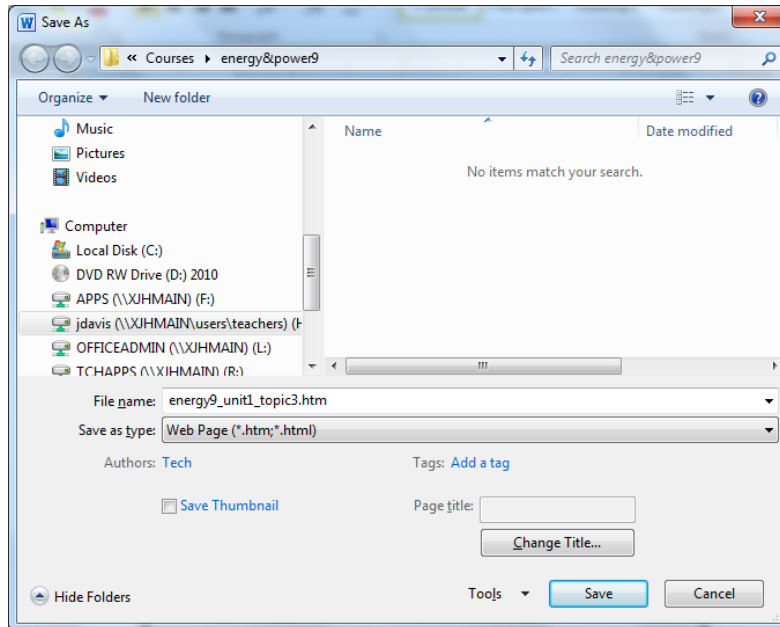 Save As
« Courses ▸ energy&power9
Search energy&power9
Organize
New folder
Name
Date modified
Music
Pictures
Videos
No items match your search.
Computer
Local Disk (C:)
DVD RW Drive (D:) 2010
APPS (\\XJHMAIN) (F:)
jdavis (\\XJHMAIN\users\teachers) (H
OFFICEADMIN (\\XJHMAIN) (L:)
TCHAPPS (\\XJHMAIN) (R:)
File name: energy9_unit1_topic3.htm
Save as type: Web Page (*.htm;*.html)
Authors: Tech
Tags: Add a tag
Save Thumbnail
Page title:
Change Title...
Hide Folders
Tools
Save
Cancel